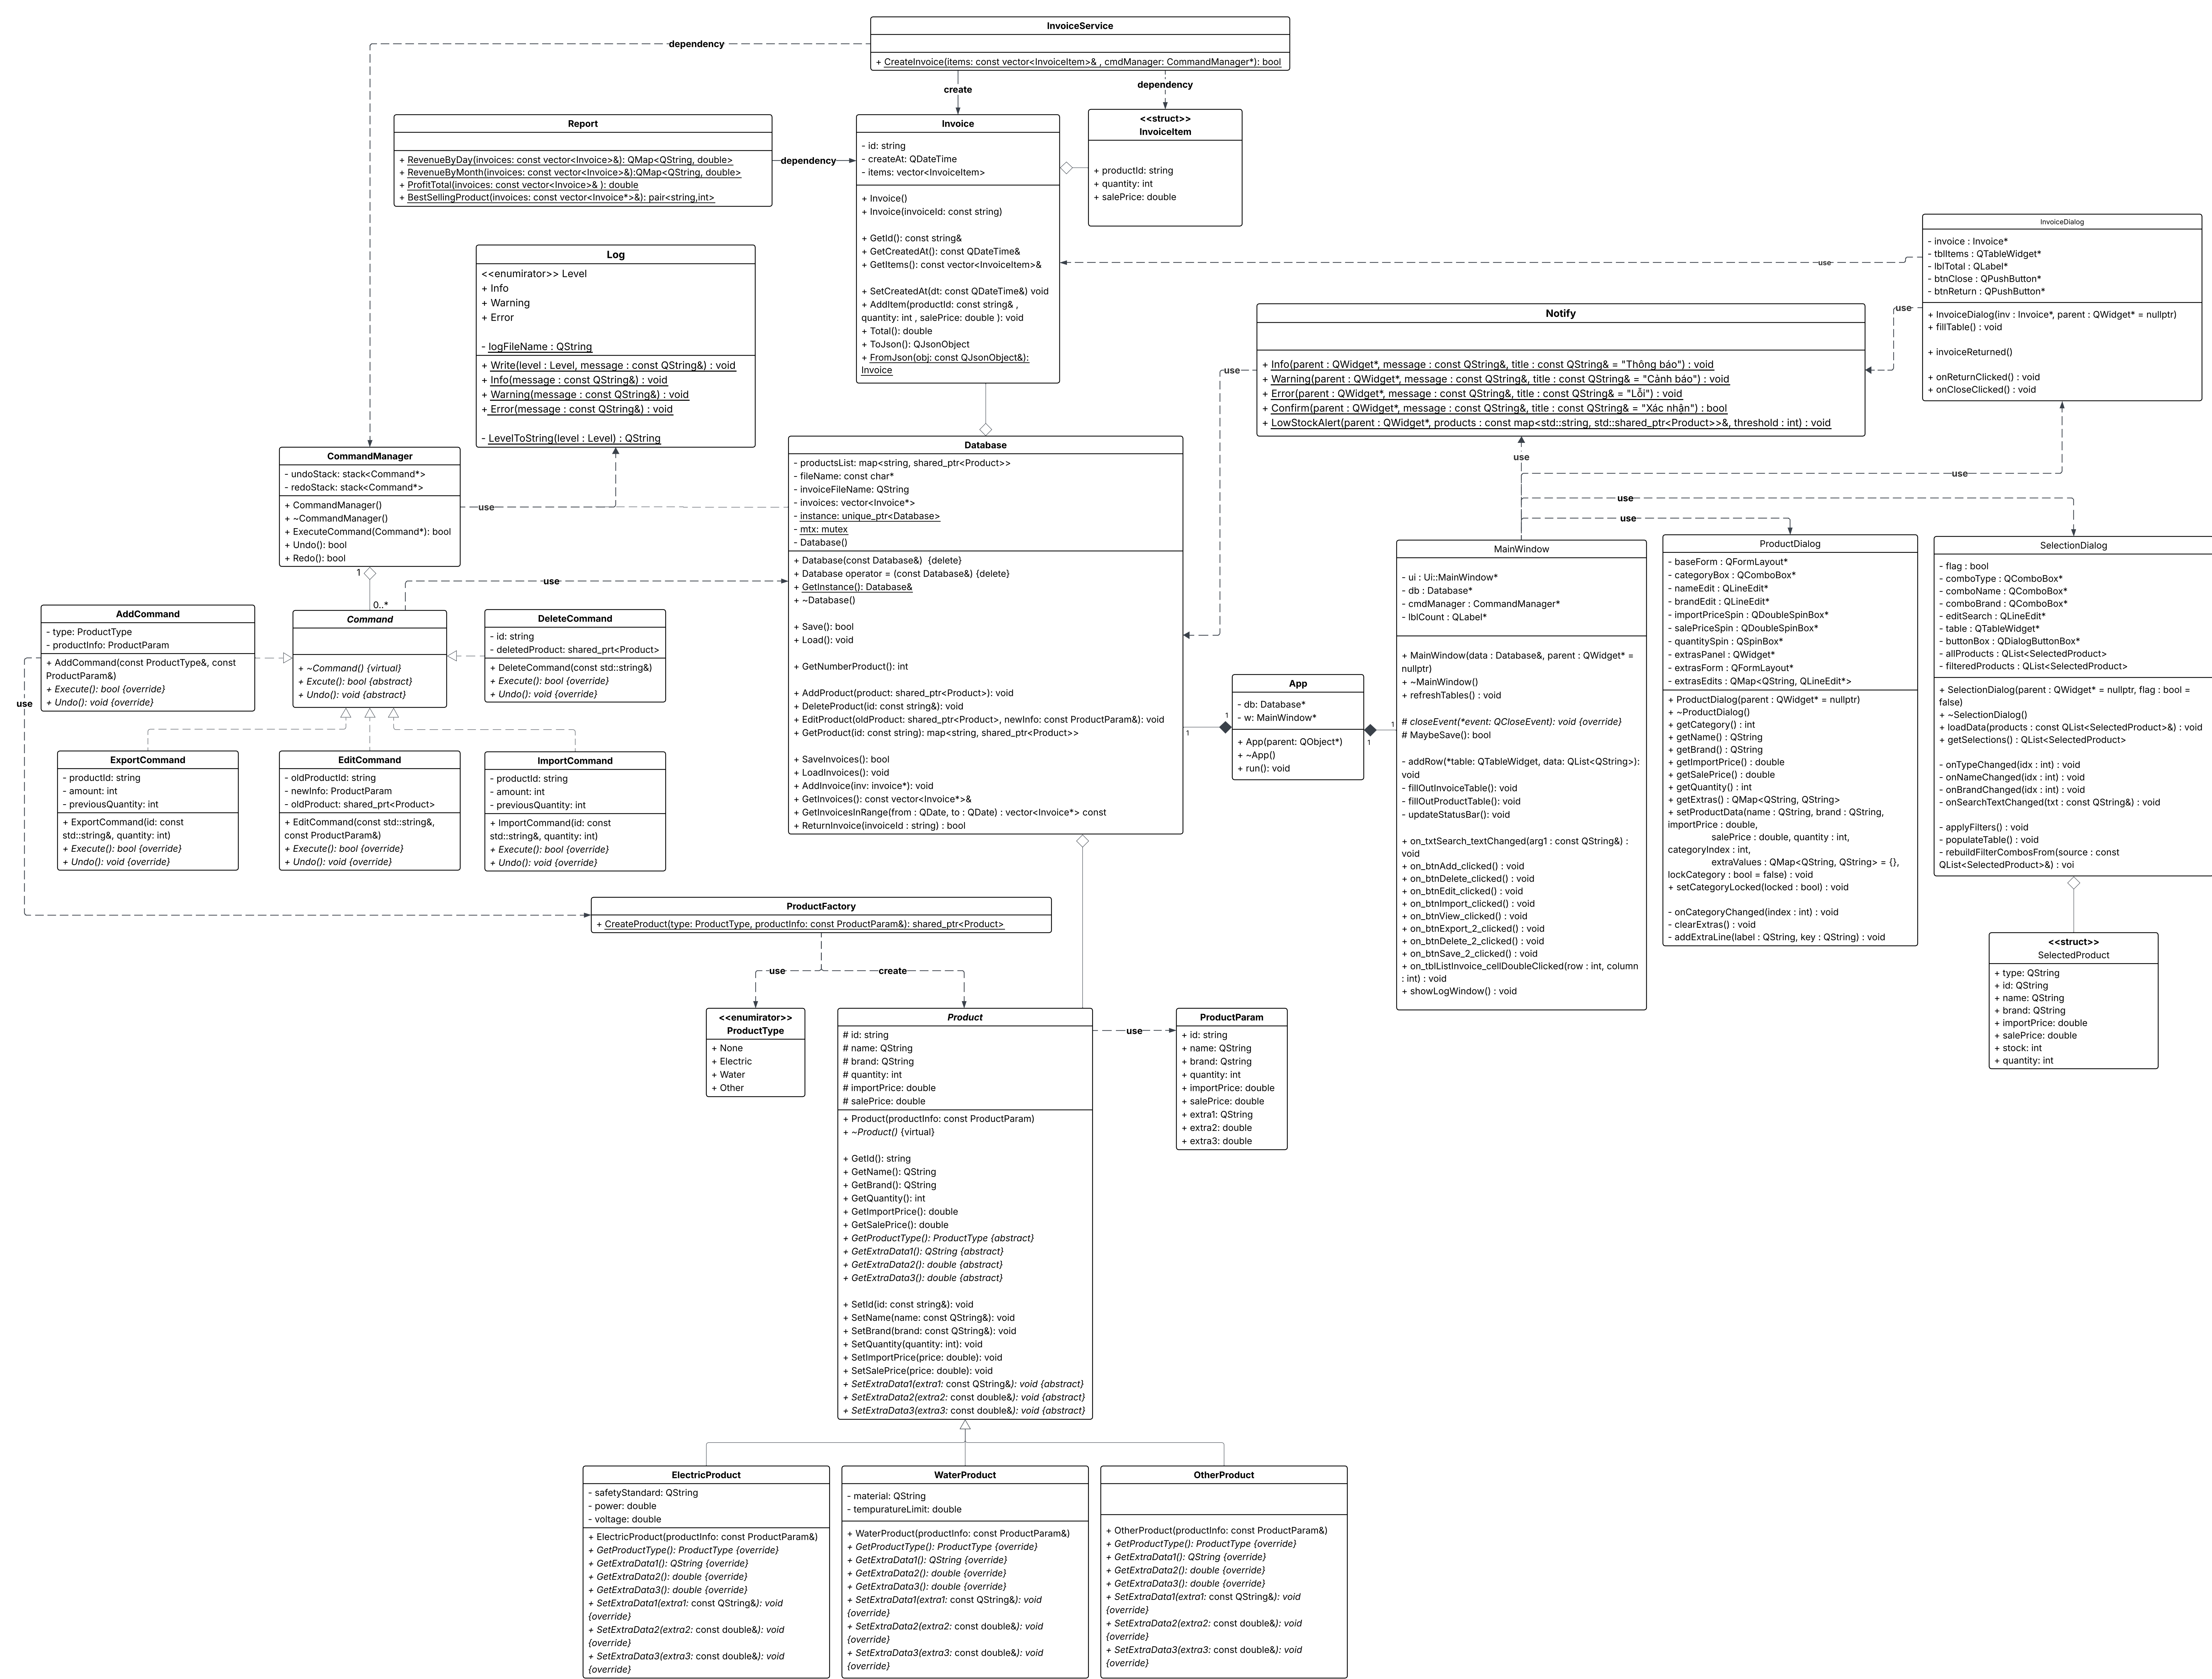 InvoiceService
+ CreateInvoice(items: const vector<InvoiceItem>& , cmdManager: CommandManager*): bool
dependency
create
dependency
Report
+ RevenueByDay(invoices: const vector<Invoice>&): QMap<QString, double>
+ RevenueByMonth(invoices: const vector<Invoice>&):QMap<QString, double>
+ ProfitTotal(invoices: const vector<Invoice>& ): double
+ BestSellingProduct(invoices: const vector<Invoice*>&): pair<string,int>
dependency
Invoice
- id: string
- createAt: QDateTime
- items: vector<InvoiceItem>
+ Invoice()
+ Invoice(invoiceId: const string)
+ GetId(): const string&
+ GetCreatedAt(): const QDateTime&
+ GetItems(): const vector<InvoiceItem>&
+ SetCreatedAt(dt: const QDateTime&) void
+ AddItem(productId: const string& ,
quantity: int , salePrice: double ): void
+ Total(): double
+ ToJson(): QJsonObject
+ FromJson(obj: const QJsonObject&):
Invoice
<<struct>>
InvoiceItem
+ productId: string
+ quantity: int
+ salePrice: double
InvoiceDialog
- invoice : Invoice*
- tblItems : QTableWidget*
- lblTotal : QLabel*
- btnClose : QPushButton*
- btnReturn : QPushButton*
+ InvoiceDialog(inv : Invoice*, parent : QWidget* = nullptr)
+ fillTable() : void
+ invoiceReturned()
+ onReturnClicked() : void
+ onCloseClicked() : void
use
use
Log
<<enumirator>> Level
+ Info
+ Warning
+ Error
- logFileName : QString
+ Write(level : Level, message : const QString&) : void
+ Info(message : const QString&) : void
+ Warning(message : const QString&) : void
+ Error(message : const QString&) : void
- LevelToString(level : Level) : QString
Notify
+ Info(parent : QWidget*, message : const QString&, title : const QString& = "Thông báo") : void
+ Warning(parent : QWidget*, message : const QString&, title : const QString& = "Cảnh báo") : void
+ Error(parent : QWidget*, message : const QString&, title : const QString& = "Lỗi") : void
+ Confirm(parent : QWidget*, message : const QString&, title : const QString& = "Xác nhận") : bool
+ LowStockAlert(parent : QWidget*, products : const map<std::string, std::shared_ptr<Product>>&, threshold : int) : void
use
use
use
use
use
CommandManager
- undoStack: stack<Command*>
- redoStack: stack<Command*>
+ CommandManager()
+ ~CommandManager()
+ ExecuteCommand(Command*): bool
+ Undo(): bool
+ Redo(): bool
use
1
0..*
use
Database
- productsList: map<string, shared_ptr<Product>>
- fileName: const char*
- invoiceFileName: QString
- invoices: vector<Invoice*>
- instance: unique_ptr<Database>
- mtx: mutex
- Database()
+ Database(const Database&)  {delete}
+ Database operator = (const Database&) {delete}
+ GetInstance(): Database&
+ ~Database()
+ Save(): bool
+ Load(): void
+ GetNumberProduct(): int
+ AddProduct(product: shared_ptr<Product>): void
+ DeleteProduct(id: const string&): void
+ EditProduct(oldProduct: shared_ptr<Product>, newInfo: const ProductParam&): void
+ GetProduct(id: const string): map<string, shared_ptr<Product>>
+ SaveInvoices(): bool
+ LoadInvoices(): void
+ AddInvoice(inv: invoice*): void
+ GetInvoices(): const vector<Invoice*>&
+ GetInvoicesInRange(from : QDate, to : QDate) : vector<Invoice*> const
+ ReturnInvoice(invoiceId : string) : bool
AddCommand
- type: ProductType
- productInfo: ProductParam
+ AddCommand(const ProductType&, const
ProductParam&)
+ Execute(): bool {override}
+ Undo(): void {override}
use
Command
+ ~Command() {virtual}
+ Excute(): bool {abstract}
+ Undo(): void {abstract}
DeleteCommand
- id: string
- deletedProduct: shared_prt<Product>
+ DeleteCommand(const std::string&)
+ Execute(): bool {override}
+ Undo(): void {override}
ExportCommand
- productId: string
- amount: int
- previousQuantity: int
+ ExportCommand(id: const
std::string&, quantity: int)
+ Execute(): bool {override}
+ Undo(): void {override}
EditCommand
- oldProductId: string
- newInfo: ProductParam
- oldProduct: shared_prt<Product>
+ EditCommand(const std::string&,
const ProductParam&)
+ Execute(): bool {override}
+ Undo(): void {override}
ImportCommand
- productId: string
- amount: int
- previousQuantity: int
+ ImportCommand(id: const
std::string&, quantity: int)
+ Execute(): bool {override}
+ Undo(): void {override}
1
1
App
- db: Database*
- w: MainWindow*
+ App(parent: QObject*)
+ ~App()
+ run(): void
1
1
MainWindow
- ui : Ui::MainWindow*
- db : Database*
- cmdManager : CommandManager*
- lblCount : QLabel*
+ MainWindow(data : Database&, parent : QWidget* =
nullptr)
+ ~MainWindow()
+ refreshTables() : void
# closeEvent(*event: QCloseEvent): void {override}
# MaybeSave(): bool
- addRow(*table: QTableWidget, data: QList<QString>):
void
- fillOutInvoiceTable(): void
- fillOutProductTable(): void
- updateStatusBar(): void
+ on_txtSearch_textChanged(arg1 : const QString&) :
void
+ on_btnAdd_clicked() : void
+ on_btnDelete_clicked() : void
+ on_btnEdit_clicked() : void
+ on_btnImport_clicked() : void
+ on_btnView_clicked() : void
+ on_btnExport_2_clicked() : void
+ on_btnDelete_2_clicked() : void
+ on_btnSave_2_clicked() : void
+ on_tblListInvoice_cellDoubleClicked(row : int, column
: int) : void
+ showLogWindow() : void
ProductDialog
- baseForm : QFormLayout*
- categoryBox : QComboBox*
- nameEdit : QLineEdit*
- brandEdit : QLineEdit*
- importPriceSpin : QDoubleSpinBox*
- salePriceSpin : QDoubleSpinBox*
- quantitySpin : QSpinBox*
- extrasPanel : QWidget*
- extrasForm : QFormLayout*
- extrasEdits : QMap<QString, QLineEdit*>
+ ProductDialog(parent : QWidget* = nullptr)
+ ~ProductDialog()
+ getCategory() : int
+ getName() : QString
+ getBrand() : QString
+ getImportPrice() : double
+ getSalePrice() : double
+ getQuantity() : int
+ getExtras() : QMap<QString, QString>
+ setProductData(name : QString, brand : QString,
importPrice : double,
salePrice : double, quantity : int,
categoryIndex : int,
extraValues : QMap<QString, QString> = {},
lockCategory : bool = false) : void
+ setCategoryLocked(locked : bool) : void
- onCategoryChanged(index : int) : void
- clearExtras() : void
- addExtraLine(label : QString, key : QString) : void
SelectionDialog
- flag : bool
- comboType : QComboBox*
- comboName : QComboBox*
- comboBrand : QComboBox*
- editSearch : QLineEdit*
- table : QTableWidget*
- buttonBox : QDialogButtonBox*
- allProducts : QList<SelectedProduct>
- filteredProducts : QList<SelectedProduct>
+ SelectionDialog(parent : QWidget* = nullptr, flag : bool =
false)
+ ~SelectionDialog()
+ loadData(products : const QList<SelectedProduct>&) : void
+ getSelections() : QList<SelectedProduct>
- onTypeChanged(idx : int) : void
- onNameChanged(idx : int) : void
- onBrandChanged(idx : int) : void
- onSearchTextChanged(txt : const QString&) : void
- applyFilters() : void
- populateTable() : void
- rebuildFilterCombosFrom(source : const
QList<SelectedProduct>&) : voi
<<struct>>
SelectedProduct
+ type: QString
+ id: QString
+ name: QString
+ brand: QString
+ importPrice: double
+ salePrice: double
+ stock: int
+ quantity: int
ProductFactory
+ CreateProduct(type: ProductType, productInfo: const ProductParam&): shared_ptr<Product>
use
create
<<enumirator>>
ProductType
+ None
+ Electric
+ Water
+ Other
Product
# id: string
# name: QString
# brand: QString
# quantity: int
# importPrice: double
# salePrice: double
+ Product(productInfo: const ProductParam)
+ ~Product() {virtual}
+ GetId(): string
+ GetName(): QString
+ GetBrand(): QString
+ GetQuantity(): int
+ GetImportPrice(): double
+ GetSalePrice(): double
+ GetProductType(): ProductType {abstract}
+ GetExtraData1(): QString {abstract}
+ GetExtraData2(): double {abstract}
+ GetExtraData3(): double {abstract}
+ SetId(id: const string&): void
+ SetName(name: const QString&): void
+ SetBrand(brand: const QString&): void
+ SetQuantity(quantity: int): void
+ SetImportPrice(price: double): void
+ SetSalePrice(price: double): void
+ SetExtraData1(extra1: const QString&): void {abstract}
+ SetExtraData2(extra2: const double&): void {abstract}
+ SetExtraData3(extra3: const double&): void {abstract}
use
ProductParam
+ id: string
+ name: QString
+ brand: Qstring
+ quantity: int
+ importPrice: double
+ salePrice: double
+ extra1: QString
+ extra2: double
+ extra3: double
ElectricProduct
- safetyStandard: QString
- power: double
- voltage: double
+ ElectricProduct(productInfo: const ProductParam&)
+ GetProductType(): ProductType {override}
+ GetExtraData1(): QString {override}
+ GetExtraData2(): double {override}
+ GetExtraData3(): double {override}
+ SetExtraData1(extra1: const QString&): void
{override}
+ SetExtraData2(extra2: const double&): void
{override}
+ SetExtraData3(extra3: const double&): void
{override}
WaterProduct
- material: QString
- tempuratureLimit: double
+ WaterProduct(productInfo: const ProductParam&)
+ GetProductType(): ProductType {override}
+ GetExtraData1(): QString {override}
+ GetExtraData2(): double {override}
+ GetExtraData3(): double {override}
+ SetExtraData1(extra1: const QString&): void
{override}
+ SetExtraData2(extra2: const double&): void
{override}
+ SetExtraData3(extra3: const double&): void
{override}
OtherProduct
+ OtherProduct(productInfo: const ProductParam&)
+ GetProductType(): ProductType {override}
+ GetExtraData1(): QString {override}
+ GetExtraData2(): double {override}
+ GetExtraData3(): double {override}
+ SetExtraData1(extra1: const QString&): void
{override}
+ SetExtraData2(extra2: const double&): void
{override}
+ SetExtraData3(extra3: const double&): void
{override}